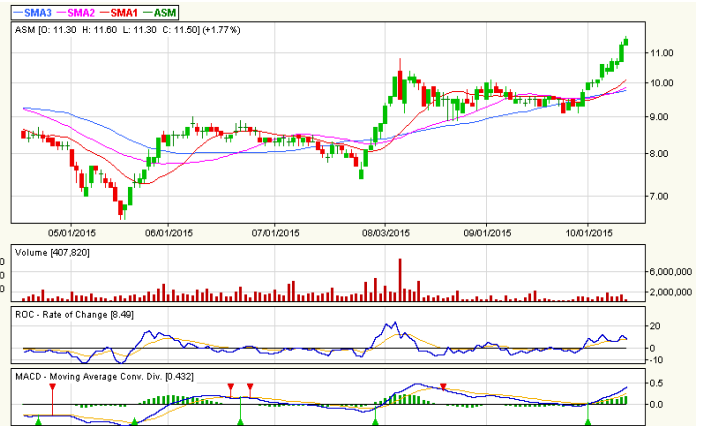 SMA3 SMA2 SMA1 ASM
ASM [O: 11.30 H: 11.60 L: 11.30 C: 11.50] (+1.77%)
11.00
10.00
9.00
8.00
7.00
05/01/2015 06/01/2015 07/01/2015 08/03/2015 09/01/2015 10/01/2015
Volume [407,820]
0
6,000,000
0
0
2,000,000
ROC - Rate of Change [8.49]
20
0
-10
MACD - Moving Average Conv. Div. [0.432]
0.5
0.0